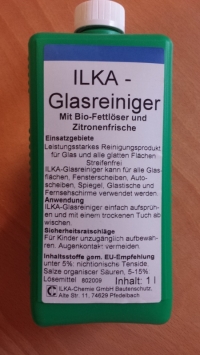 ILKA -
Glasreiniger
Mit Bio-Fettlöser und
Zitronenfrische
Einsatzgebiete
Leistungsstarkes Reinigungsprodukt
für Glas und alle glatten Flächen.
Streifenfrei
ILKA-Glasreiniger kann für alle Glas-
flächen, Fensterscheiben, Auto-
scheiben, Spiegel, Glastische und
Fernsehschirme verwendet werden.
Anwendung
ILKA-Glasreiniger einfach aufsprü-
hen und mit einem trockenen Tuch ab-
wischen.
Sicherheitsratschläge
Für Kinder unzugänglich aufbewah-
ren. Augenkontakt vermeiden.
Inhaltsstoffe gem. EU-Empfehlung
unter 5%: nichtionische Tenside,
Salze organischer Säuren, 5-15%
Lösemittel 802009 Inhalt: 1 l
ILKA-Chemie GmbH Bautenschutz,
Alte Str. 11, 74629 Pfedelbach